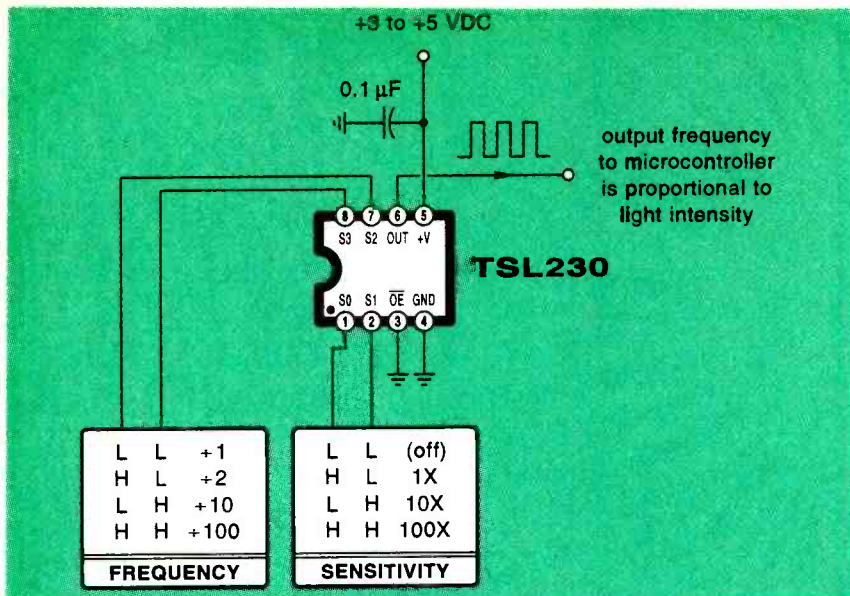 +3 to +5 VDC
0.1 µF
output frequency
to microcontroller
is proportional to
light intensity
8 7 6 5
S3 S2 OUT +V
TSL230
S0 S1 OE GND
1 2 3 4
L L ÷1
H L ÷2
L H ÷10
H H ÷100
FREQUENCY
L L (off)
H L 1X
L H 10X
H H 100X
SENSITIVITY